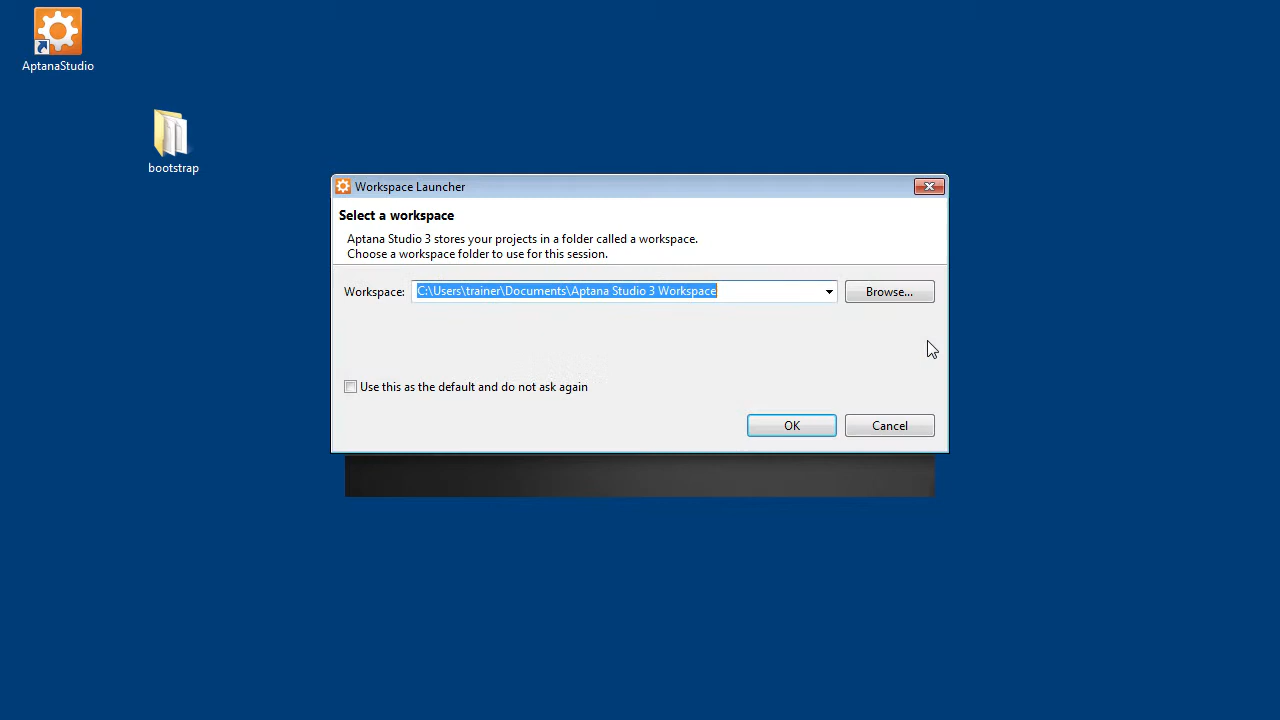 AptanaStudio
bootstrap
Workspace Launcher
Select a workspace
Aptana Studio 3 stores your projects in a folder called a workspace.
Choose a workspace folder to use for this session.
Workspace: C:\Users\trainer\Documents\Aptana Studio 3 Workspace Browse...
Use this as the default and do not ask again
OK Cancel